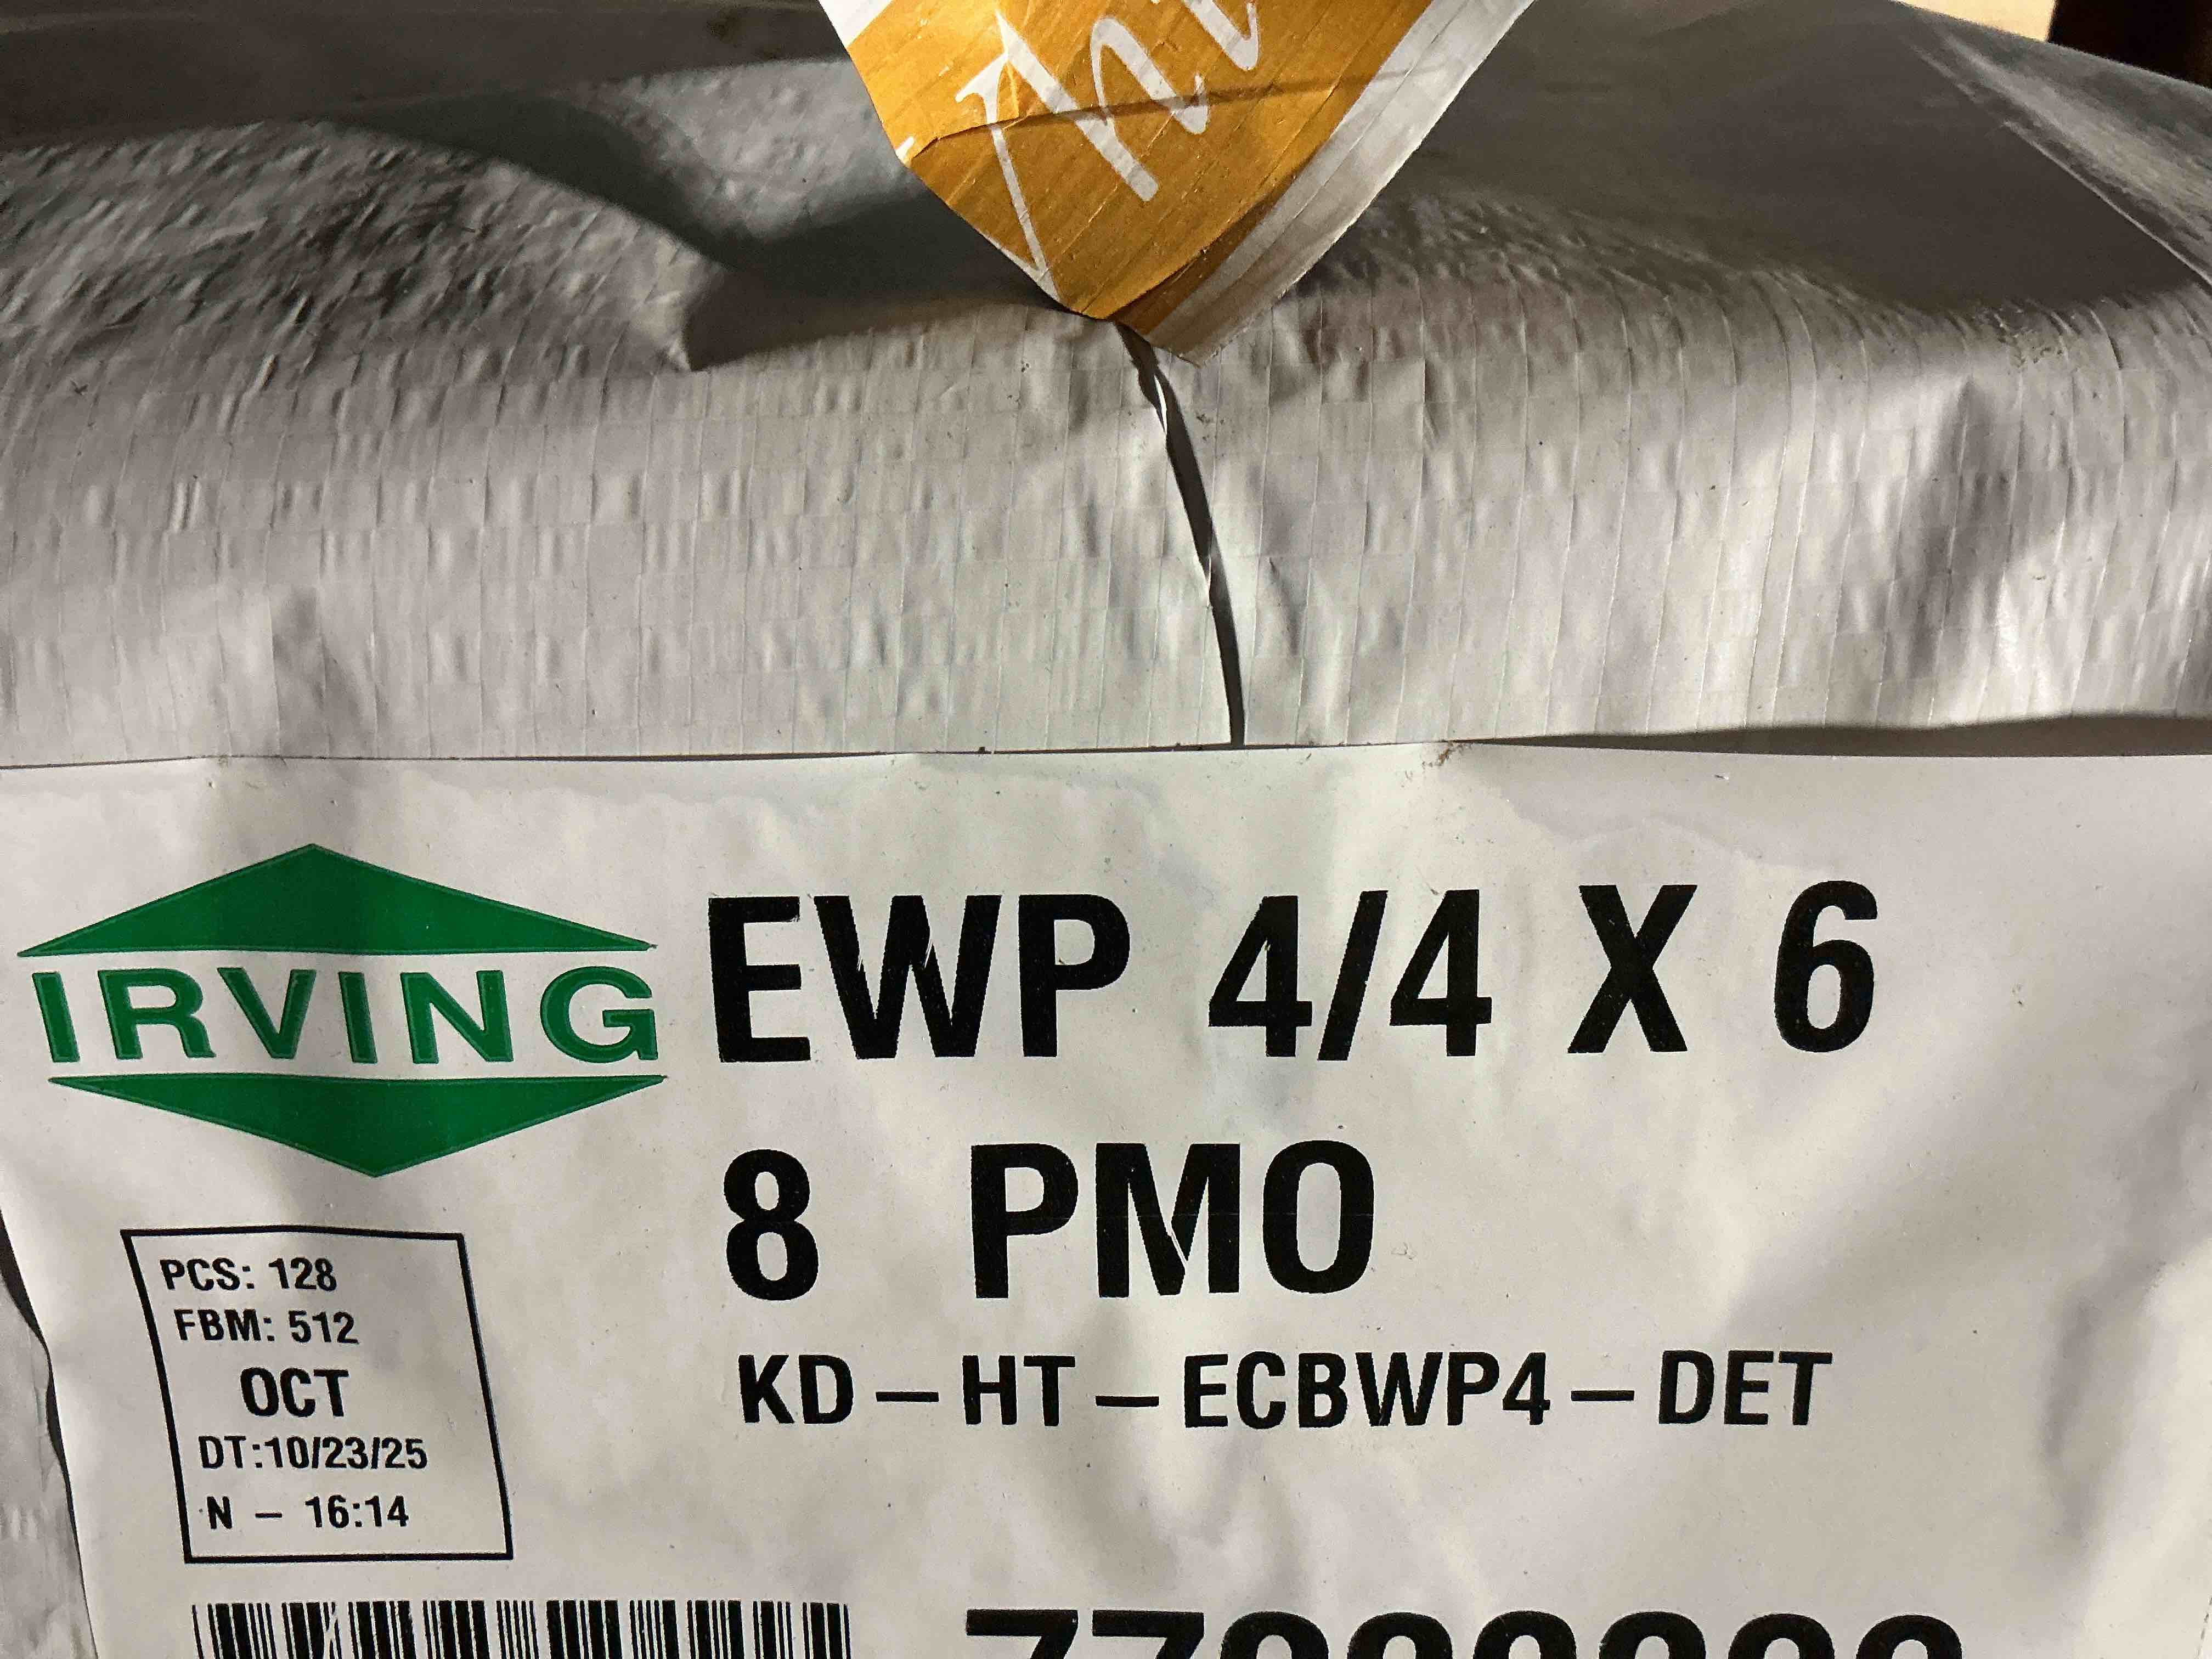 IRVING
EWP 4/4 X 6
8 PMO
KD – HT – ECBWP4 – DET
PCS: 128
FBM: 512
OCT
DT:10/23/25
N – 16:14